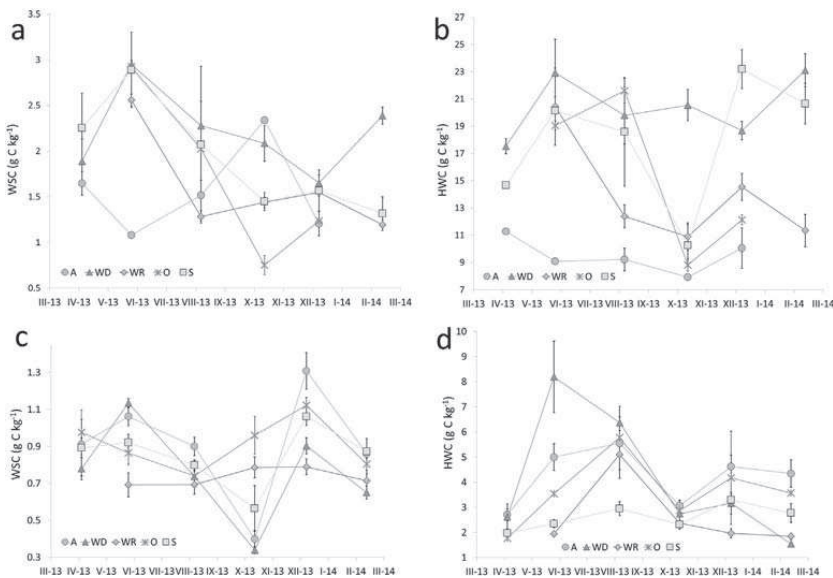 a
3.5
3
2.5
2
1.5
1
0.5
WSC (g C kg⁻¹)
A WD WR O S
III-13 IV-13 V-13 VI-13 VII-13 VIII-13 IX-13 X-13 XI-13 XII-13 I-14 II-14 III-14
b
27
25
23
21
19
17
15
13
11
9
7
HWC (g C kg⁻¹)
A WD WR O S
III-13 IV-13 V-13 VI-13 VII-13 VIII-13 IX-13 X-13 XI-13 XII-13 I-14 II-14 III-14
c
1.3
1.1
0.9
0.7
0.5
0.3
WSC (g C kg⁻¹)
A WD WR O S
III-13 IV-13 V-13 VI-13 VII-13 VIII-13 IX-13 X-13 XI-13 XII-13 I-14 II-14 III-14
d
10
9
8
7
6
5
4
3
2
1
HWC (g C kg⁻¹)
A WD WR O S
III-13 IV-13 V-13 VI-13 VII-13 VIII-13 IX-13 X-13 XI-13 XII-13 I-14 II-14 III-14